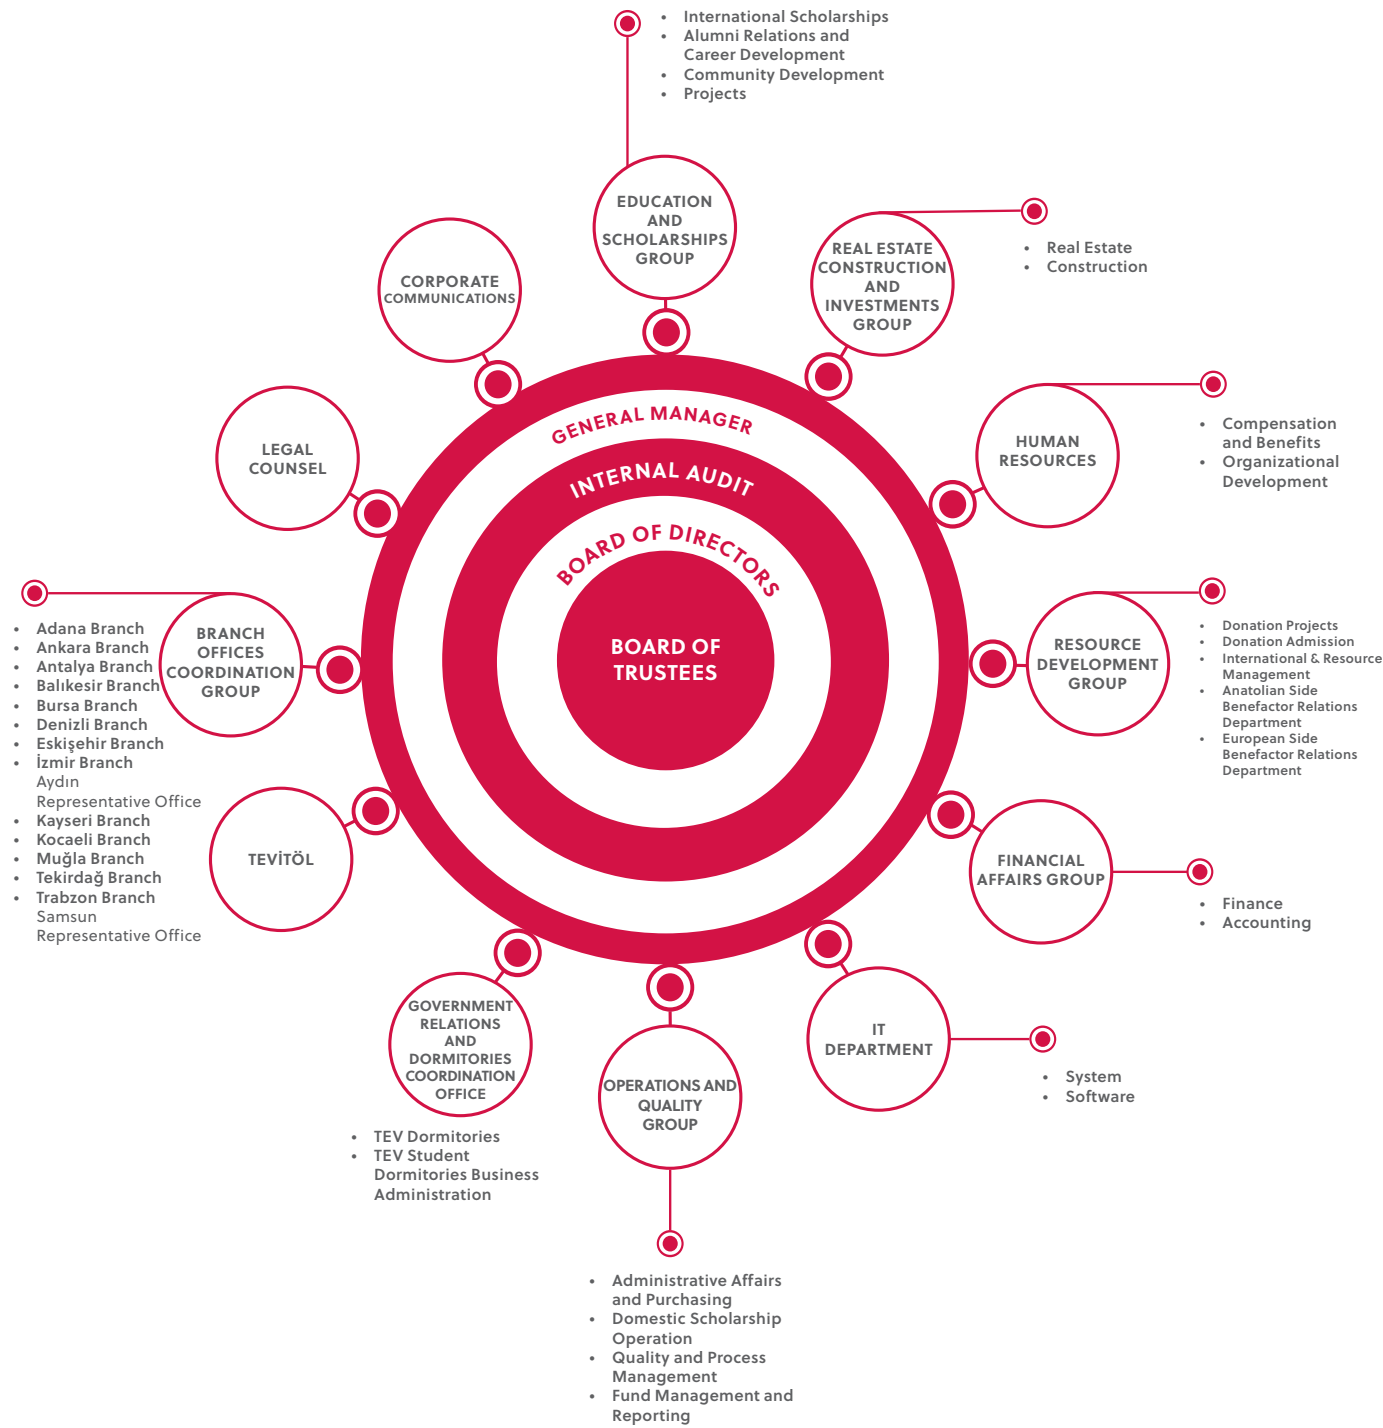 • International Scholarships
• Alumni Relations and
Career Development
• Community Development
• Projects
EDUCATION
AND
SCHOLARSHIPS
GROUP
REAL ESTATE
CONSTRUCTION
AND
INVESTMENTS
GROUP
• Real Estate
• Construction
CORPORATE
COMMUNICATIONS
HUMAN
RESOURCES
• Compensation
and Benefits
• Organizational
Development
LEGAL
COUNSEL
GENERAL MANAGER
INTERNAL AUDIT
BOARD OF DIRECTORS
BOARD OF
TRUSTEES
BRANCH
OFFICES
COORDINATION
GROUP
• Adana Branch
• Ankara Branch
• Antalya Branch
• Balıkesir Branch
• Bursa Branch
• Denizli Branch
• Eskişehir Branch
• İzmir Branch
Aydın
Representative Office
• Kayseri Branch
• Kocaeli Branch
• Muğla Branch
• Tekirdağ Branch
• Trabzon Branch
Samsun
Representative Office
RESOURCE
DEVELOPMENT
GROUP
• Donation Projects
• Donation Admission
• International & Resource
Management
• Anatolian Side
Benefactor Relations
Department
• European Side
Benefactor Relations
Department
TEVİTÖL
FINANCIAL
AFFAIRS GROUP
• Finance
• Accounting
GOVERNMENT
RELATIONS
AND
DORMITORIES
COORDINATION
OFFICE
• TEV Dormitories
• TEV Student
Dormitories Business
Administration
OPERATIONS AND
QUALITY
GROUP
IT
DEPARTMENT
• System
• Software
• Administrative Affairs
and Purchasing
• Domestic Scholarship
Operation
• Quality and Process
Management
• Fund Management and
Reporting